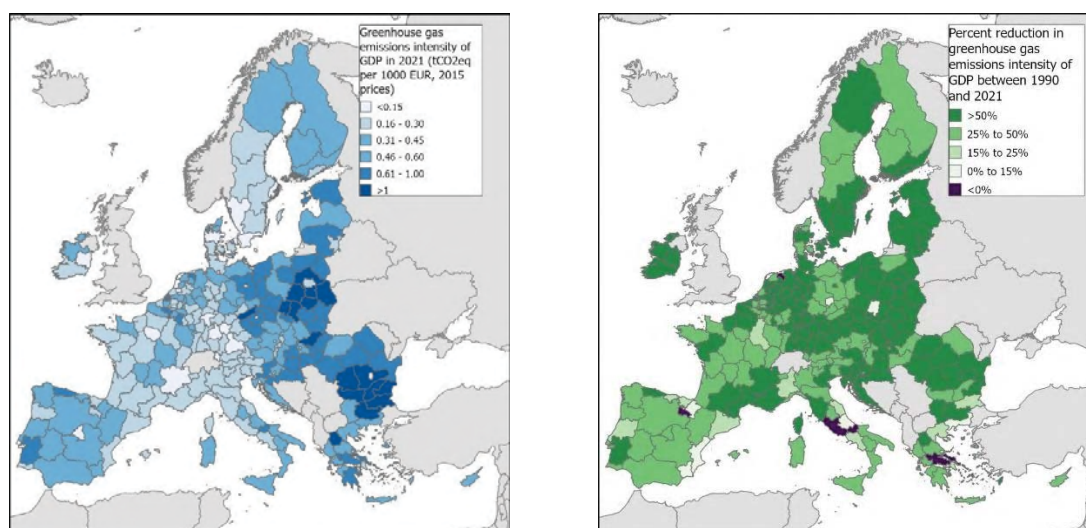 Greenhouse gas
emissions intensity of
GDP in 2021 (tCO2eq
per 1000 EUR, 2015
prices)
<0.15
0.16 - 0.30
0.31 - 0.45
0.46 - 0.60
0.61 - 1.00
>1
Percent reduction in
greenhouse gas
emissions intensity of
GDP between 1990
and 2021
>50%
25% to 50%
15% to 25%
0% to 15%
<0%